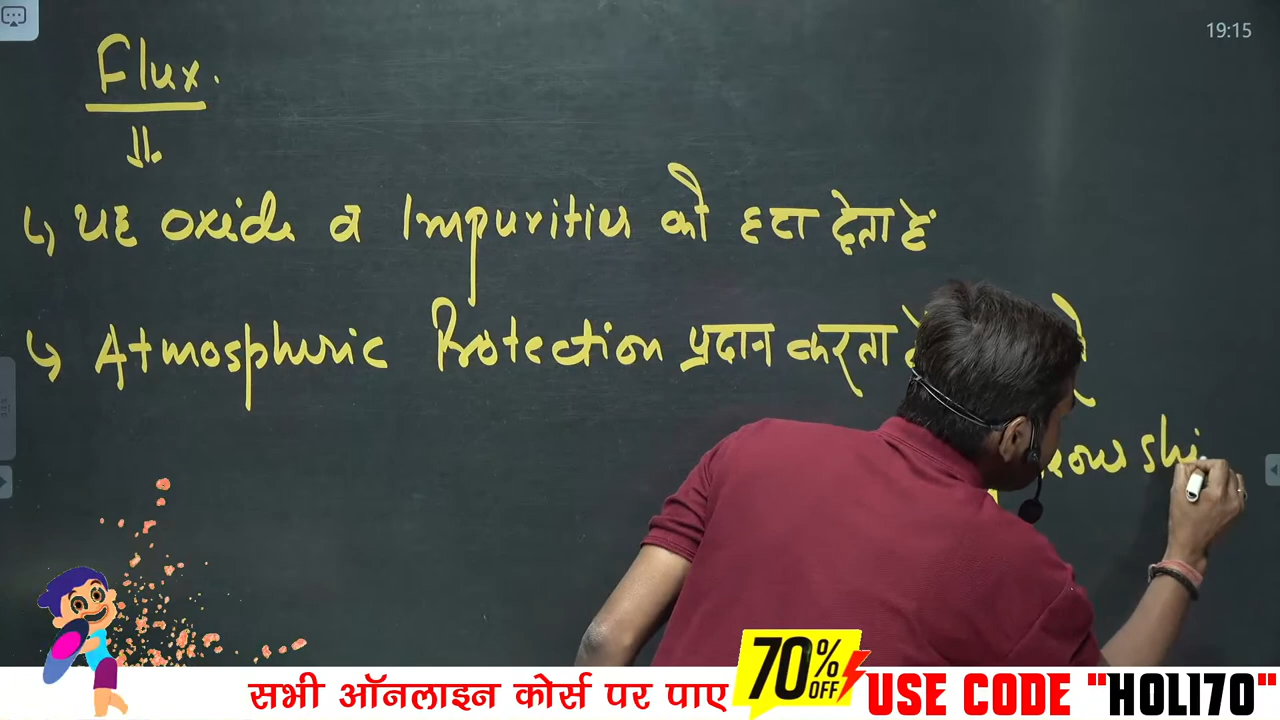 19:15
Flux.
यह oxide व Impurities को हटा देता है
Atmospheric Protection प्रदान करता
shi
सभी ऑनलाइन कोर्स पर पाए 70% OFF USE CODE "HOLI70"